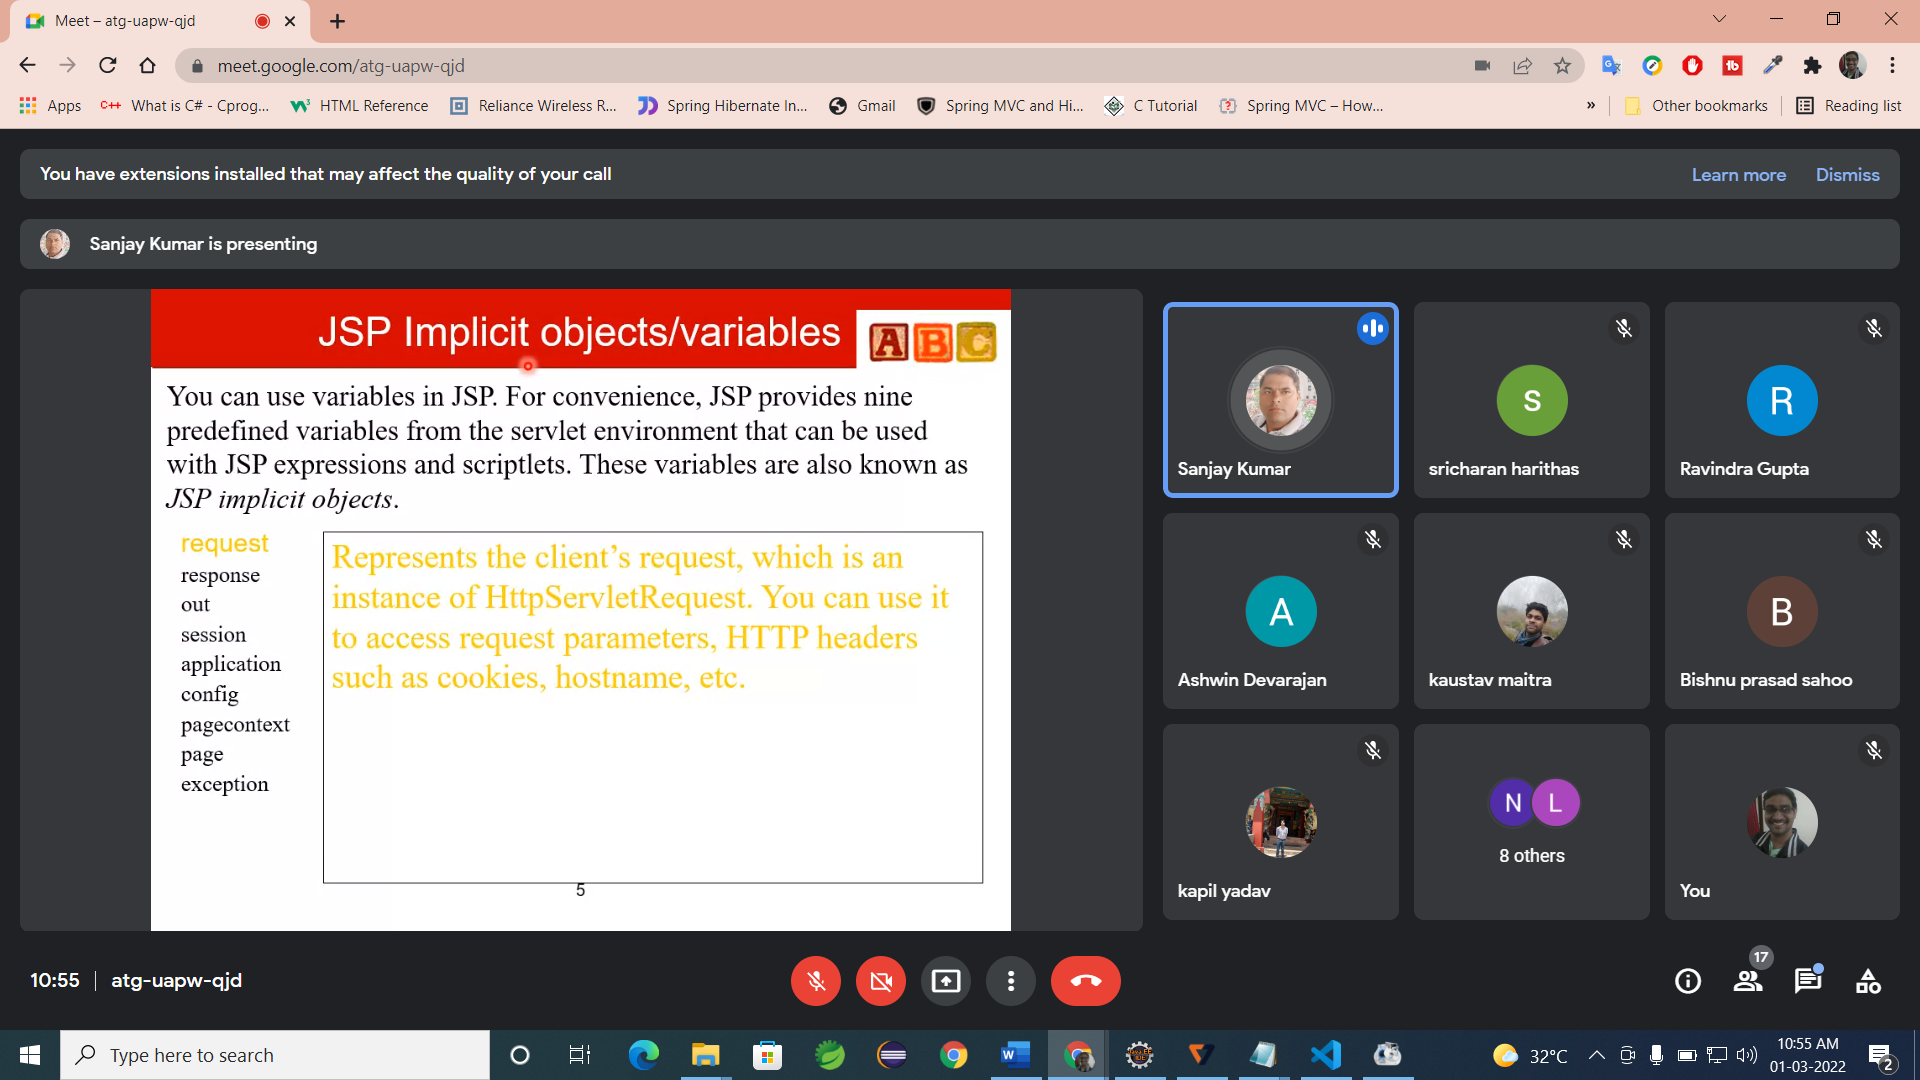 Meet – atg-uapw-qjd
meet.google.com/atg-uapw-qjd
Apps
C++ What is C# - Cprog...
W3 HTML Reference
Reliance Wireless R...
Spring Hibernate In...
Gmail
Spring MVC and Hi...
C Tutorial
Spring MVC – How...
»
Other bookmarks
Reading list
You have extensions installed that may affect the quality of your call
Learn more
Dismiss
Sanjay Kumar is presenting
JSP Implicit objects/variables
A B C
You can use variables in JSP. For convenience, JSP provides nine
predefined variables from the servlet environment that can be used
with JSP expressions and scriptlets. These variables are also known as
JSP implicit objects.
request
response
out
session
application
config
pagecontext
page
exception
Represents the client’s request, which is an
instance of HttpServletRequest. You can use it
to access request parameters, HTTP headers
such as cookies, hostname, etc.
5
Sanjay Kumar
s
sricharan harithas
R
Ravindra Gupta
A
Ashwin Devarajan
kaustav maitra
B
Bishnu prasad sahoo
kapil yadav
N L
8 others
You
10:55 | atg-uapw-qjd
17
Type here to search
32°C
10:55 AM
01-03-2022
2